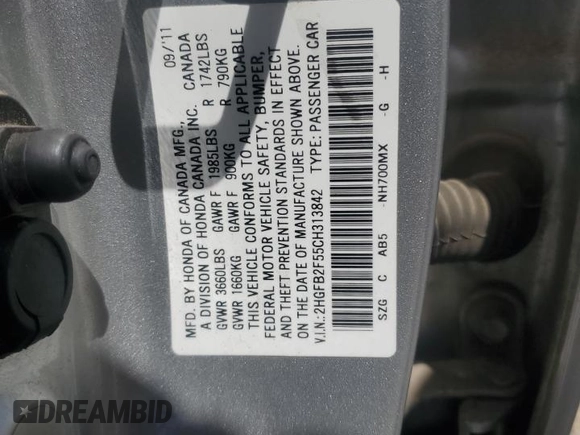 MFD. BY HONDA OF CANADA MFG., 09/'11
A DIVISION OF HONDA CANADA INC. CANADA
GVWR 3660LBS GAWR F 1985LBS R 1742LBS
GVWR 1660KG GAWR F 900KG R 790KG
THIS VEHICLE CONFORMS TO ALL APPLICABLE
FEDERAL MOTOR VEHICLE SAFETY, BUMPER,
AND THEFT PREVENTION STANDARDS IN EFFECT
ON THE DATE OF MANUFACTURE SHOWN ABOVE.
V.I.N.:2HGFB2F55CH313842 TYPE: PASSENGER CAR
SZG C AB5 -NH700MX -G -H
DREAMBID